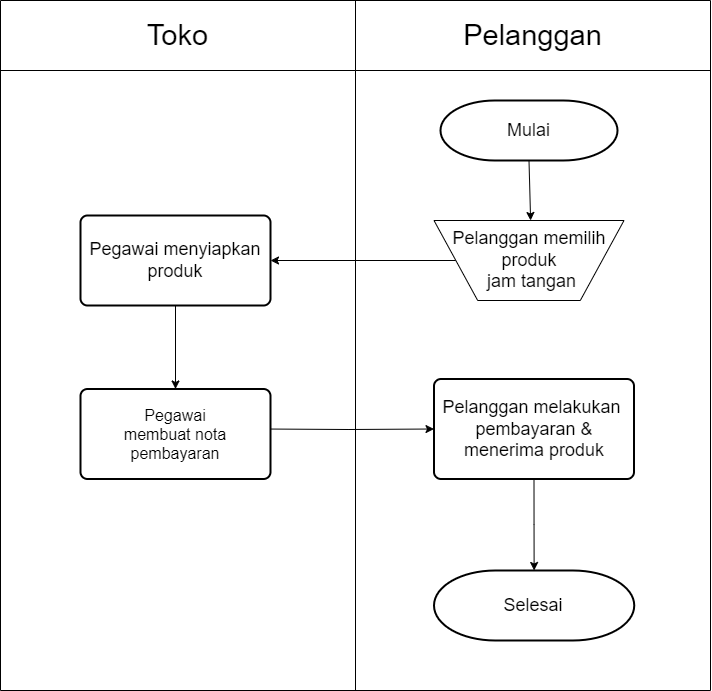 Toko
Pelanggan
Mulai
Pelanggan memilih
produk
jam tangan
Pegawai menyiapkan
produk
Pegawai
membuat nota
pembayaran
Pelanggan melakukan
pembayaran &
menerima produk
Selesai